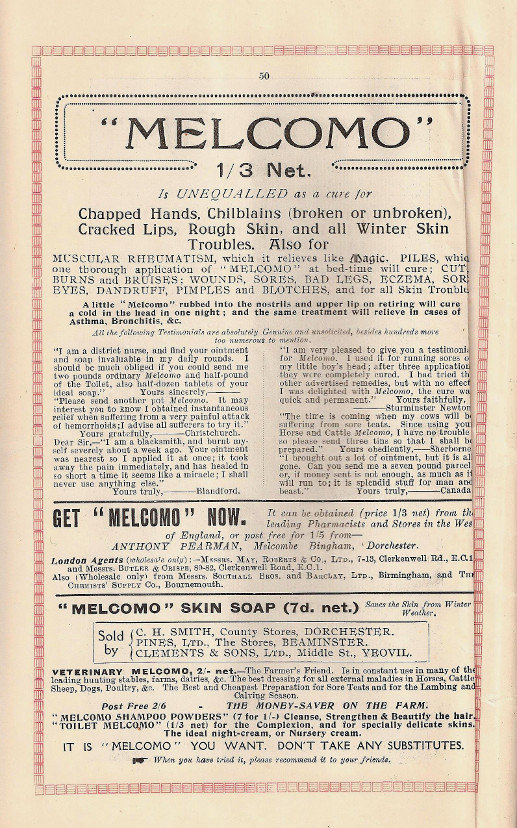 50
"MELCOMO"
1/3 Net.
Is UNEQUALLED as a cure for
Chapped Hands, Chilblains (broken or unbroken),
Cracked Lips, Rough Skin, and all Winter Skin
Troubles. Also for
MUSCULAR RHEUMATISM, which it relieves like Magic. PILES, whic
one thorough application of "MELCOMO" at bed-time will cure; CUT
BURNS and BRUISES; WOUNDS, SORES, BAD LEGS, ECZEMA, SOR
EYES, DANDRUFF, PIMPLES and BLOTCHES, and for all Skin Trouble
A little "Melcomo" rubbed into the nostrils and upper lip on retiring will cure
a cold in the head in one night; and the same treatment will relieve in cases of
Asthma, Bronchitis, &c.
All the following Testimonials are absolutely Genuine and unsolicited, besides hundreds more
too numerous to mention.
"I am a district nurse, and find your ointment
and soap invaluable in my daily rounds. I
should be much obliged if you could send me
two pounds ordinary Melcomo and half-pound
of the Toilet, also half-dozen tablets of your
ideal soap." Yours sincerely,——
"Please send another pot Melcomo. It may
interest you to know I obtained instantaneous
relief when suffering from a very painful attack
of hemorrhoids; I advise all sufferers to try it."
Yours gratefully,——Christchurch.
Dear Sir,—"I am a blacksmith, and burnt my-
self severely about a week ago. Your ointment
was nearest so I applied it at once; it took
away the pain immediately, and has healed in
so short a time it seems like a miracle; I shall
never use anything else."
Yours truly,——Blandford.
"I am very pleased to give you a testimonia
for Melcomo. I used it for running sores o
my little boy's head; after three application
they were completely cured. I had tried th
other advertised remedies, but with no effect
I was delighted with Melcomo, the cure wa
quick and permanent." Yours faithfully,
——Sturminster Newton
"The time is coming when my cows will be
suffering from sore teats. Since using you
Horse and Cattle Melcomo, I have no trouble
so please send three tins so that I shall be
prepared." Yours obediently,—Sherborne
"I brought out a lot of ointment, but it is all
gone. Can you send me a seven pound parcel
or, if money sent is not enough, as much as i
will run to; it is splendid stuff for man and
beast." Yours truly,——Canada
GET "MELCOMO" NOW.
It can be obtained (price 1/3 net) from the
leading Pharmacists and Stores in the Wes
of England, or post free for 1/5 from—
ANTHONY PEARMAN, Melcombe Bingham, Dorchester.
London Agents (wholesale only):—Messrs. May, Roberts & Co., Ltd., 7-13, Clerkenwell Rd., E.C.1
and Messrs. Butler & Crispe, 80-82, Clerkenwell Road, E.C.1.
Also (Wholesale only) from Messrs. Southall Bros. and Barclay, Ltd., Birmingham, and The
Chemists' Supply Co., Bournemouth.
"MELCOMO" SKIN SOAP (7d. net.) Saves the Skin from Winter
Weather.
Sold by
C. H. SMITH, County Stores, DORCHESTER.
PINES, Ltd., The Stores, BEAMINSTER.
CLEMENTS & SONS, Ltd., Middle St., YEOVIL.
VETERINARY MELCOMO, 2/- net.—The Farmer's Friend. Is in constant use in many of the
leading hunting stables, farms, dairies, &c. The best dressing for all external maladies in Horses, Cattle
Sheep, Dogs, Poultry, &c. The Best and Cheapest Preparation for Sore Teats and for the Lambing and
Calving Season.
Post Free 2/6 - THE MONEY-SAVER ON THE FARM.
"MELCOMO SHAMPOO POWDERS" (7 for 1/-) Cleanse, Strengthen & Beautify the hair.
"TOILET MELCOMO" (1/3 net) for the Complexion, and for specially delicate skins.
The ideal night-cream, or Nursery cream.
IT IS "MELCOMO" YOU WANT. DON'T TAKE ANY SUBSTITUTES.
☛ When you have tried it, please recommend it to your friends.